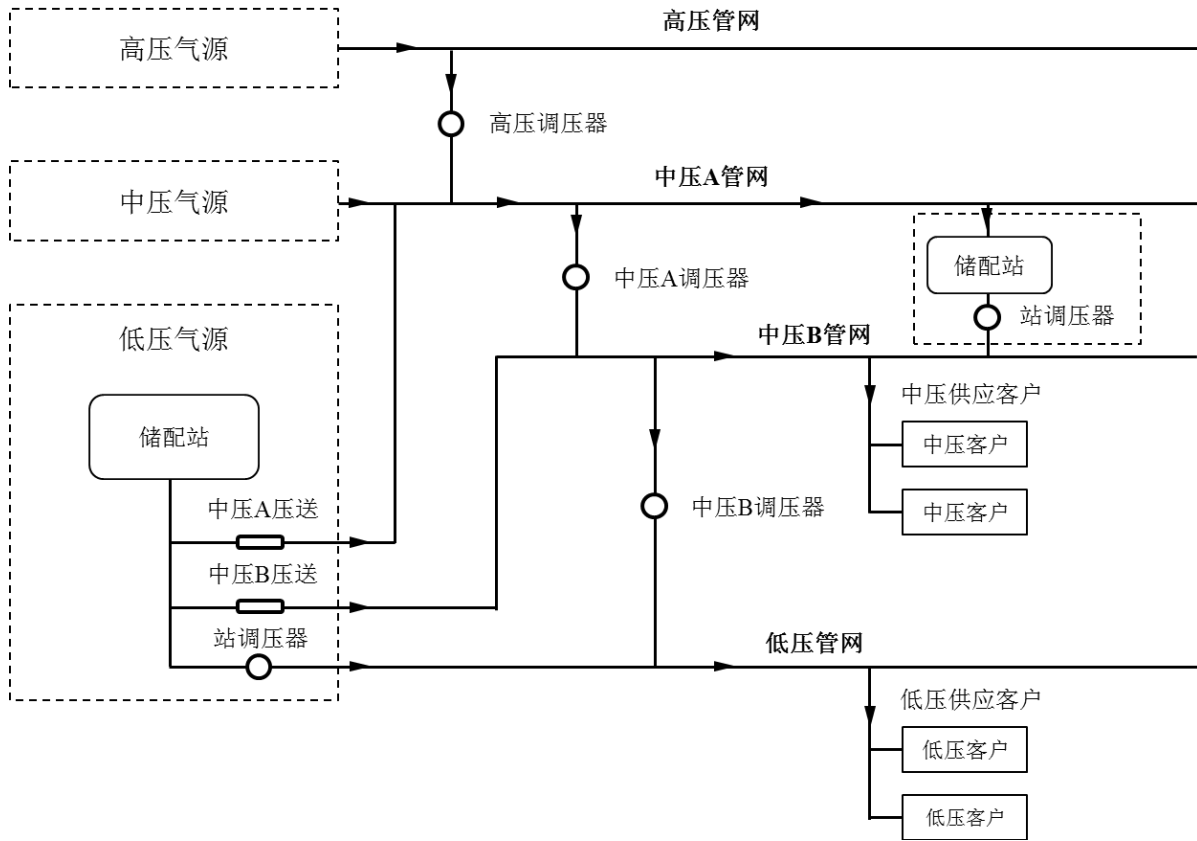 高压管网
高压气源
高压调压器
中压A管网
中压气源
储配站
中压A调压器
站调压器
中压B管网
低压气源
中压供应客户
储配站
中压客户
中压A压送
中压B调压器
中压客户
中压B压送
站调压器
低压管网
低压供应客户
低压客户
低压客户